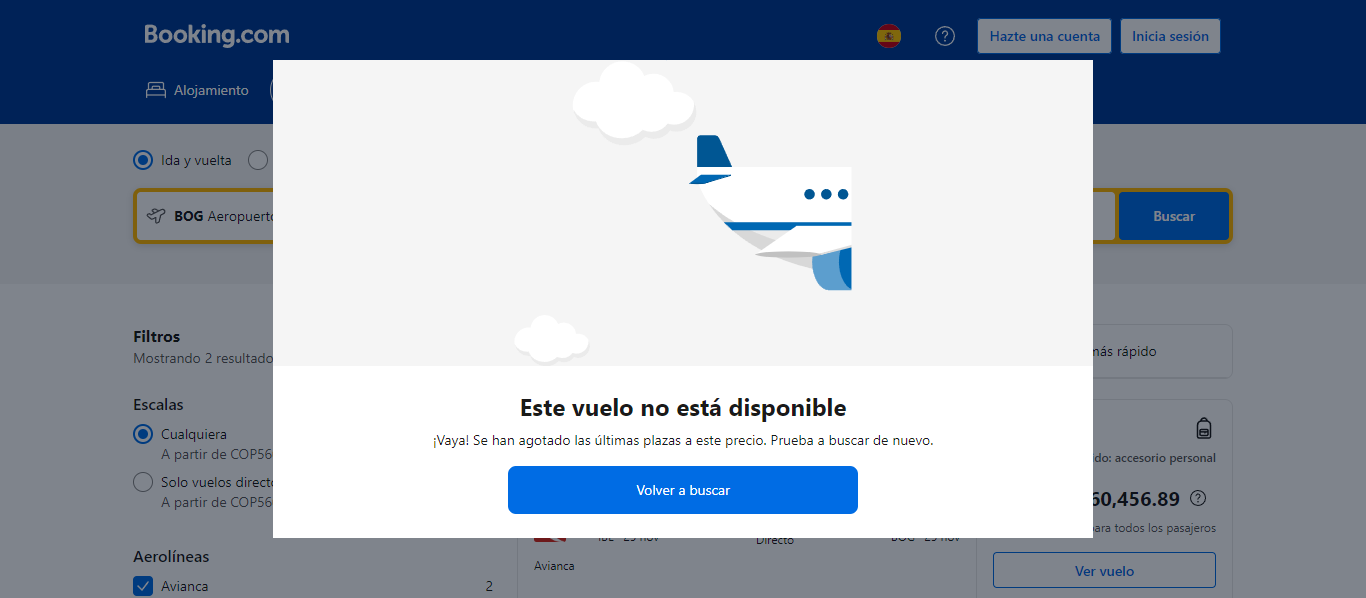 Booking.com
Hazte una cuenta
Inicia sesión
Alojamiento
Ida y vuelta
BOG Aeropuerto
Buscar
Filtros
Mostrando 2 resultado
más rápido
Escalas
Cualquiera
A partir de COP56
Solo vuelos directo
A partir de COP56
do: accesorio personal
60,456.89
para todos los pasajeros
Este vuelo no está disponible
¡Vaya! Se han agotado las últimas plazas a este precio. Prueba a buscar de nuevo.
Volver a buscar
Directo
Avianca
Ver vuelo
Aerolíneas
Avianca 2